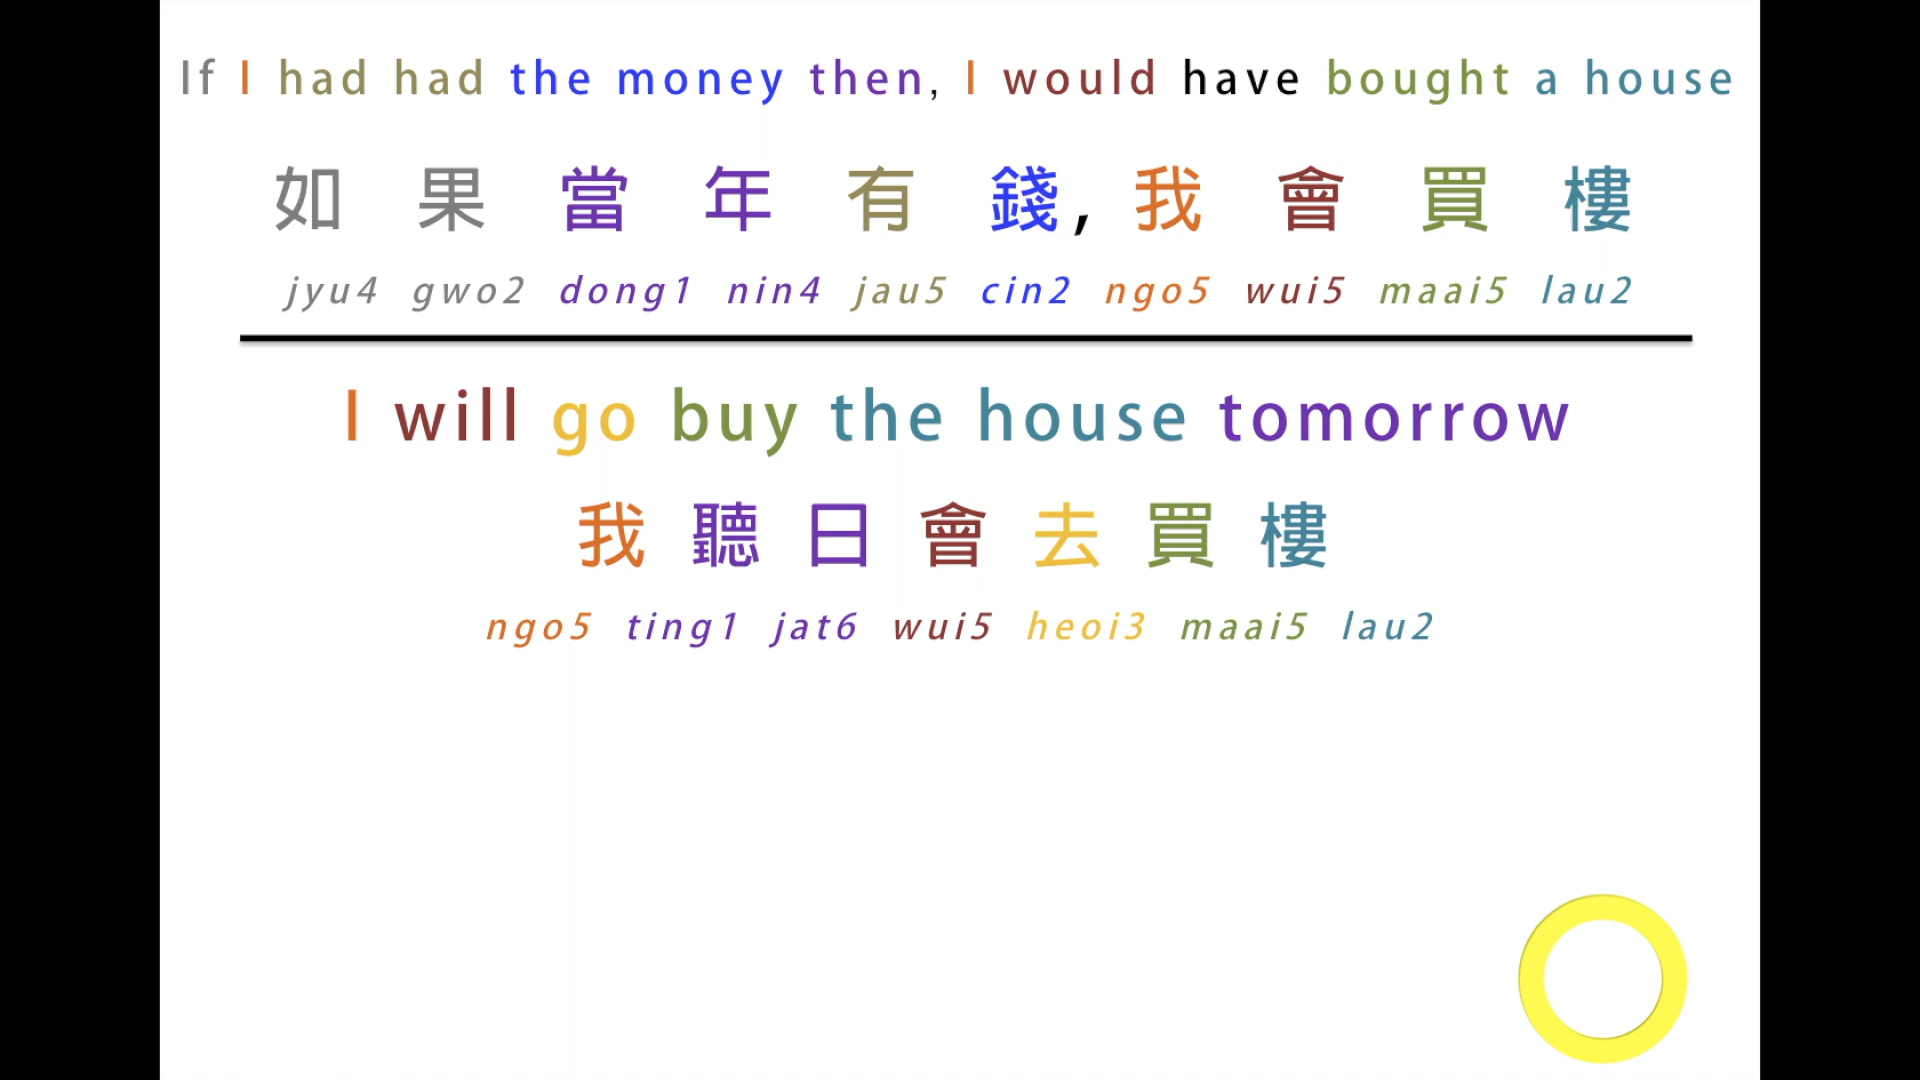 If I had had the money then, I would have bought a house
如果當年有錢, 我會買樓
jyu4 gwo2 dong1 nin4 jau5 cin2 ngo5 wui5 maai5 lau2
I will go buy the house tomorrow
我聽日會去買樓
ngo5 ting1 jat6 wui5 heoi3 maai5 lau2